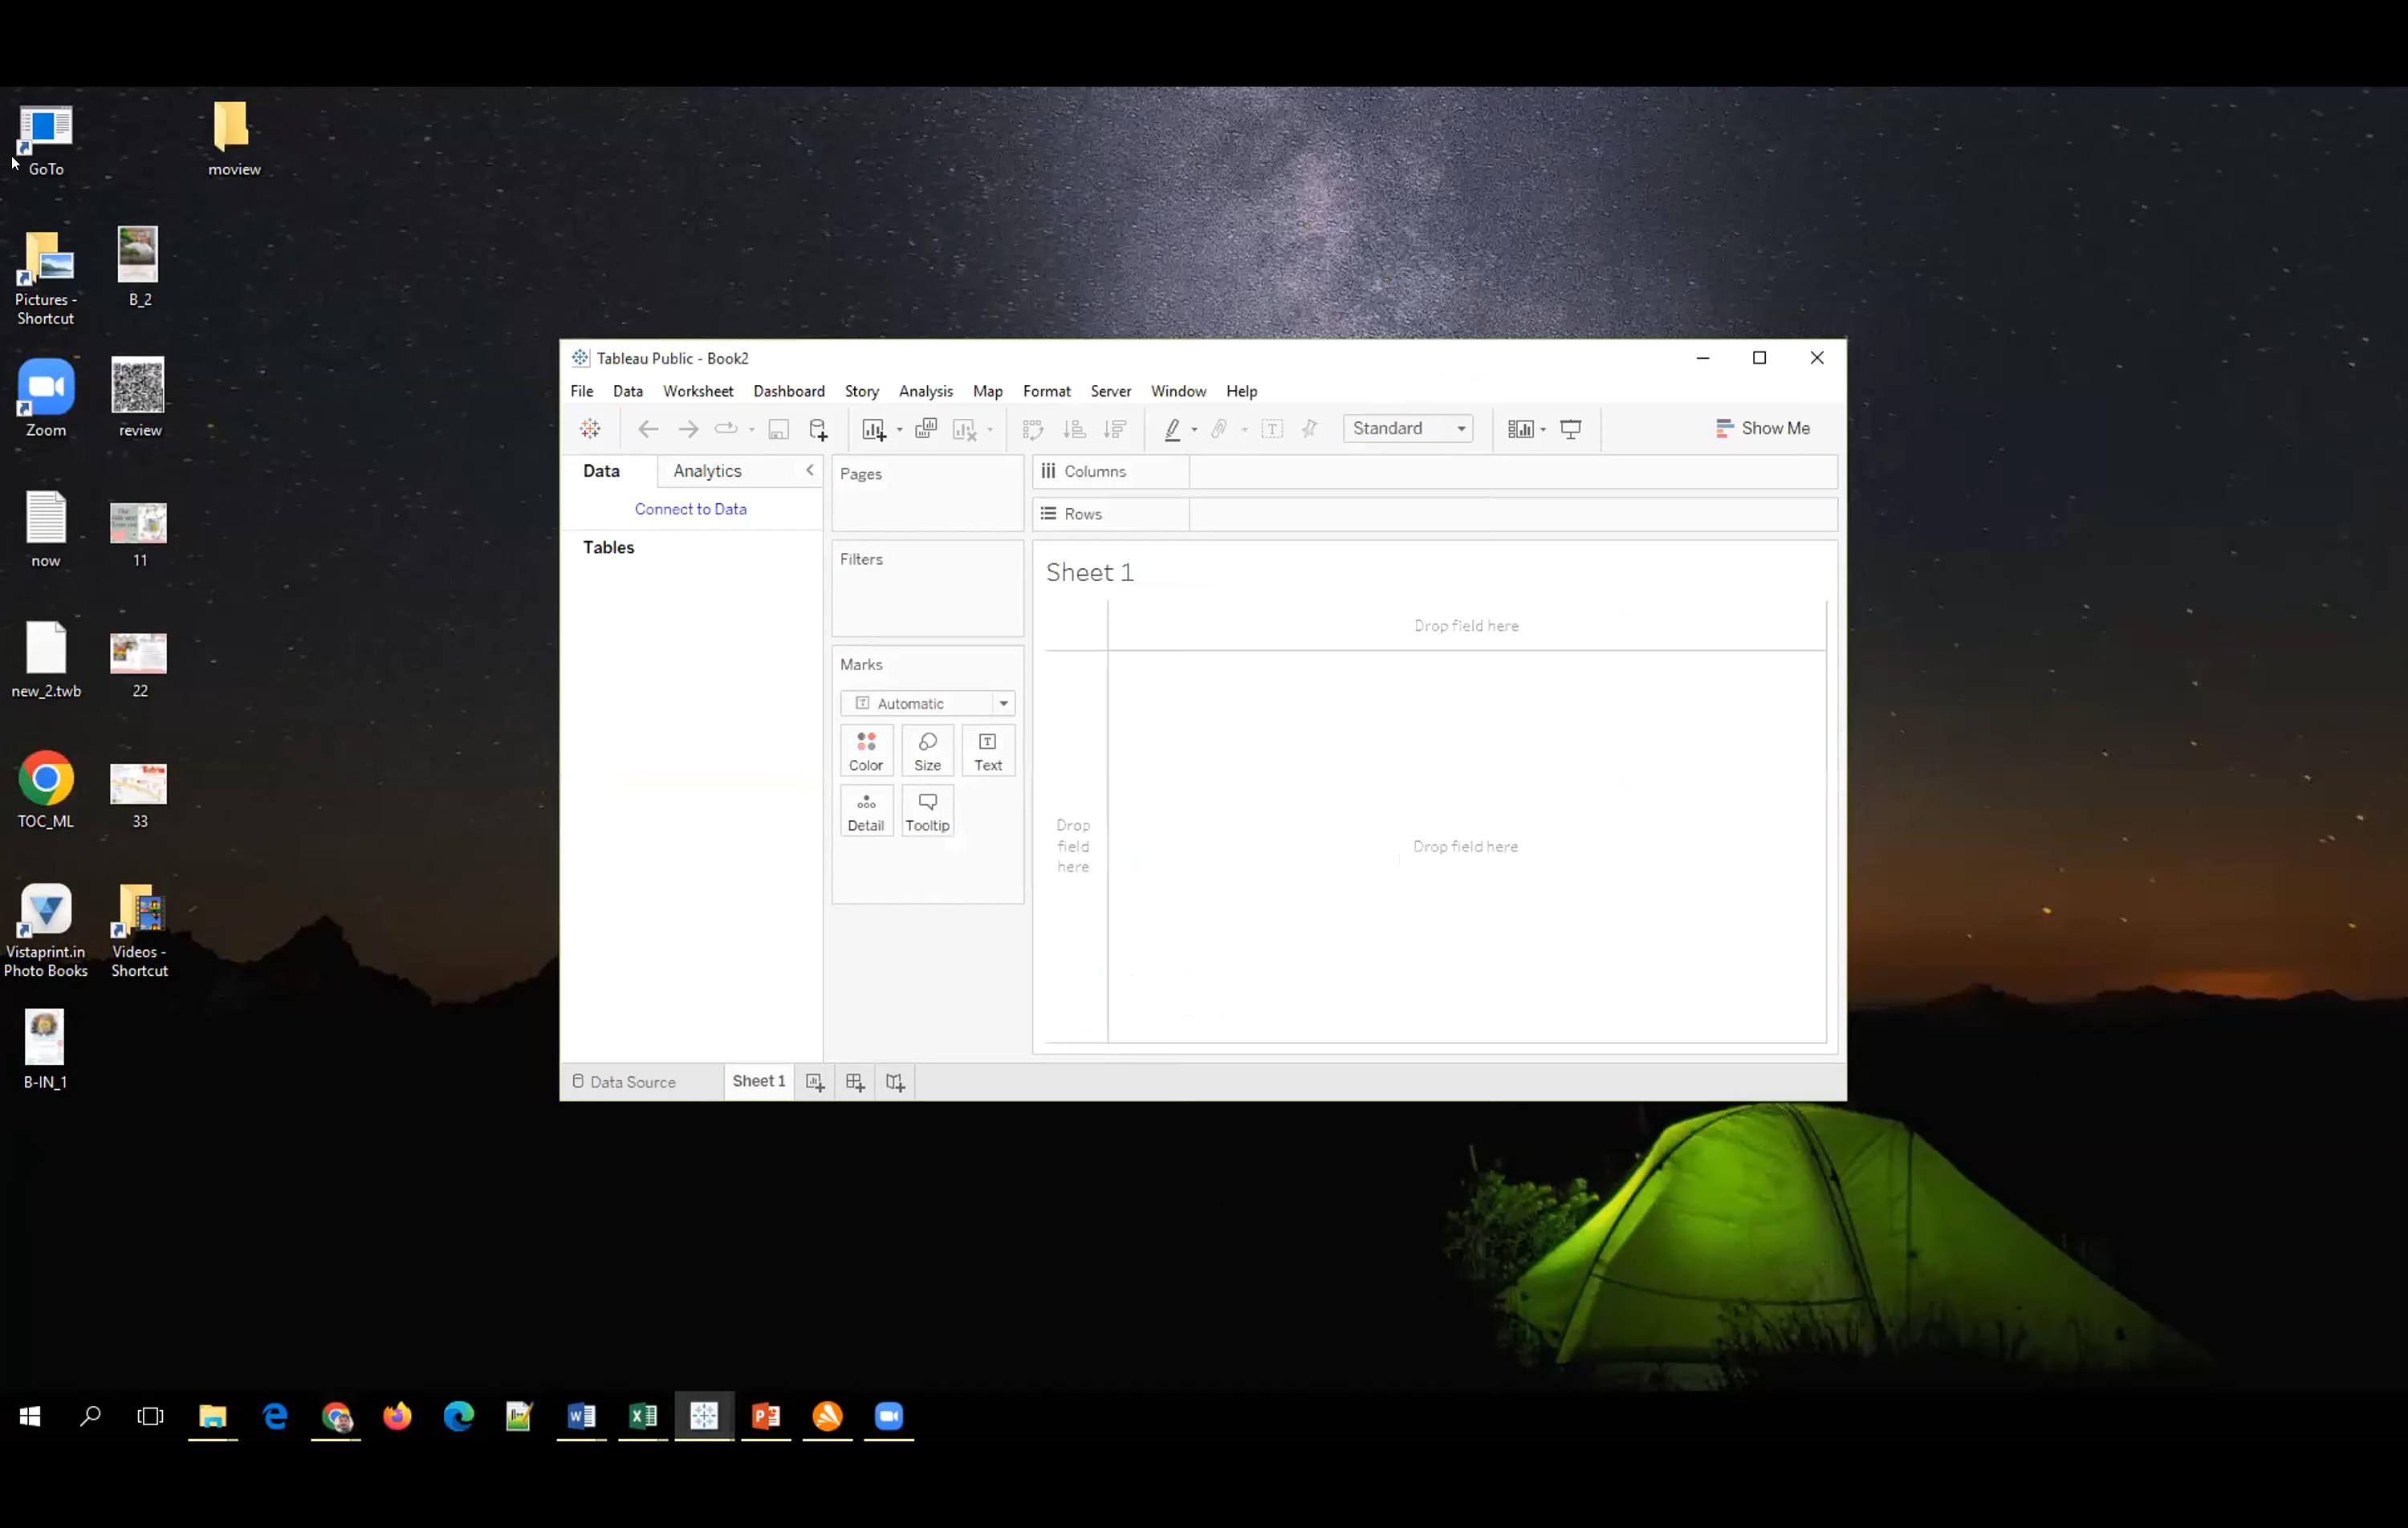 GoTo
moview
Pictures -
Shortcut
B_2
Zoom
review
now
11
new_2.twb
22
TOC_ML
33
Vistaprint.in
Photo Books
Videos -
Shortcut
B-IN_1
Tableau Public - Book2
File Data Worksheet Dashboard Story Analysis Map Format Server Window Help
Standard
Show Me
Data
Analytics
Connect to Data
Tables
Pages
Filters
Marks
Automatic
Color Size Text
Detail Tooltip
Columns
Rows
Sheet 1
Drop field here
Drop
field
here
Drop field here
Data Source
Sheet 1